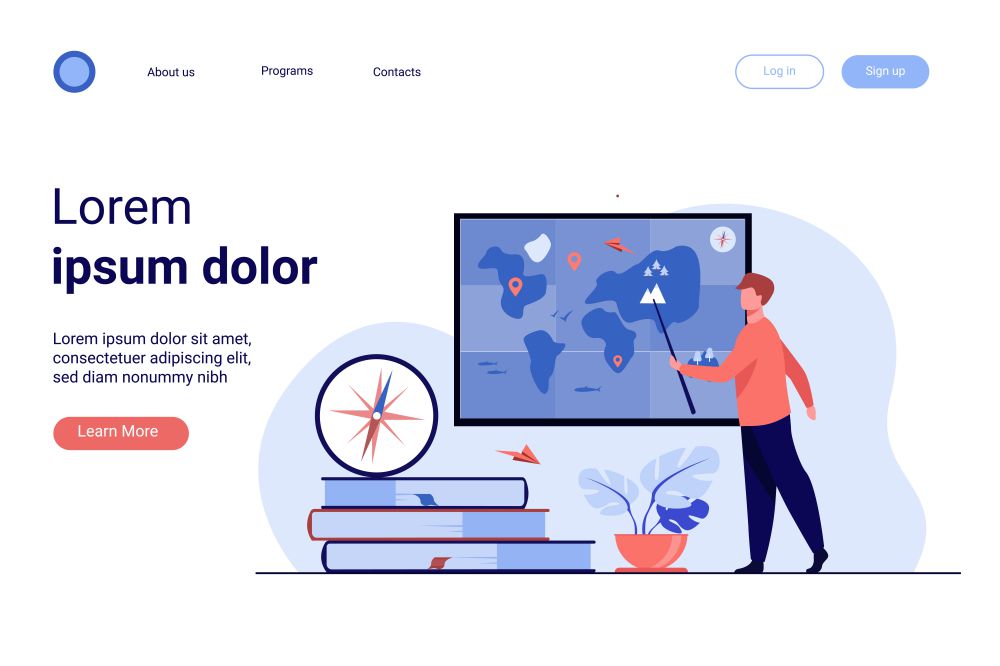 About us
Programs
Contacts
Log in
Sign up
Lorem
ipsum dolor
Lorem ipsum dolor sit amet,
consectetuer adipiscing elit,
sed diam nonummy nibh
Learn More